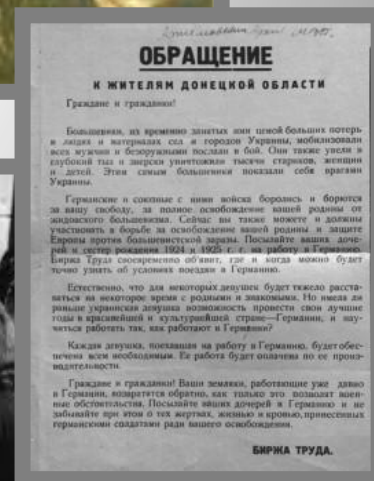 ОБРАЩЕНИЕ
К ЖИТЕЛЯМ ДОНЕЦКОЙ ОБЛАСТИ
Граждане и гражданки!
Большевики, из временно занятых ими ценой больших потерь
в людях и материалах сел и городов Украины, мобилизовали
всех мужчин и безоружными послали в бой. Они также увели в
глубокий тыл и зверски уничтожили тысячи стариков, женщин
и детей. Этим самым большевики показали себя врагами
Украины.
Германские и союзные с ними войска боролись и борются
за вашу свободу, за полное освобождение вашей родины от
жидовского большевизма. Сейчас вы также можете и должны
участвовать в борьбе за освобождение вашей родины и защите
Европы против большевистской заразы. Посылайте ваших доче-
рей и сестер рождения 1924 и 1925 г. г. на работу в Германию.
Биржа Труда своевременно об'явит, где и когда можно будет
точно узнать об условиях поездки в Германию.
Естественно, что для некоторых девушек будет тяжело расста-
ваться на некоторое время с родными и знакомыми. Но имела ли
раньше украинская девушка возможность провести свои лучшие
годы в красивейшей и культурнейшей стране—Германии, и нау-
читься работать так, как работают в Германии?
Каждая девушка, поехавшая на работу в Германию, будет обес-
печена всем необходимым. Ее работа будет оплачена по ее произ-
водительности.
Граждане и гражданки! Ваши земляки, работающие уже давно
в Германии, возвратятся обратно, как только это позволят воен-
ные обстоятельства. Посылайте ваших дочерей в Германию и не
забывайте при этом о тех жертвах, жизнью и кровью, принесенных
германскими солдатами ради вашего освобождения.
БИРЖА ТРУДА.